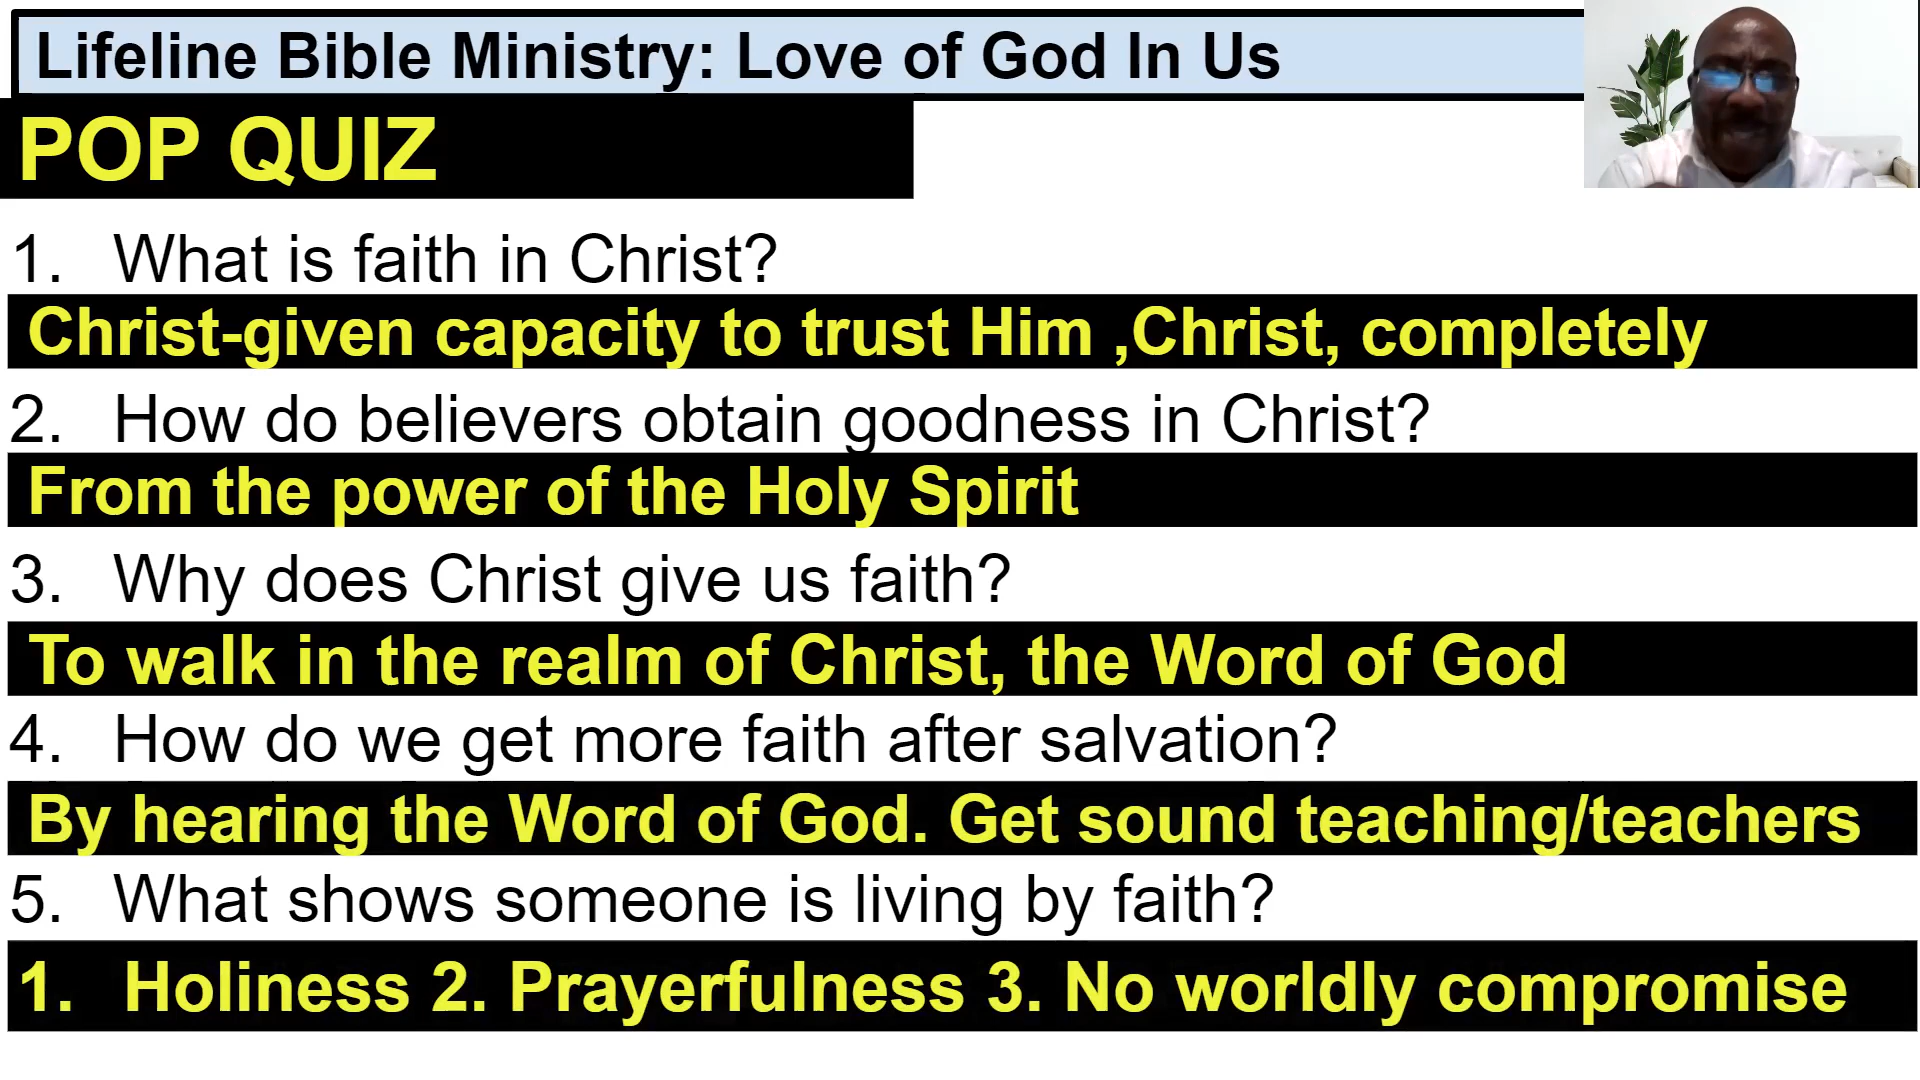 Lifeline Bible Ministry: Love of God In Us
POP QUIZ
1. What is faith in Christ?
Christ-given capacity to trust Him ,Christ, completely
2. How do believers obtain goodness in Christ?
From the power of the Holy Spirit
3. Why does Christ give us faith?
To walk in the realm of Christ, the Word of God
4. How do we get more faith after salvation?
By hearing the Word of God. Get sound teaching/teachers
5. What shows someone is living by faith?
1. Holiness 2. Prayerfulness 3. No worldly compromise